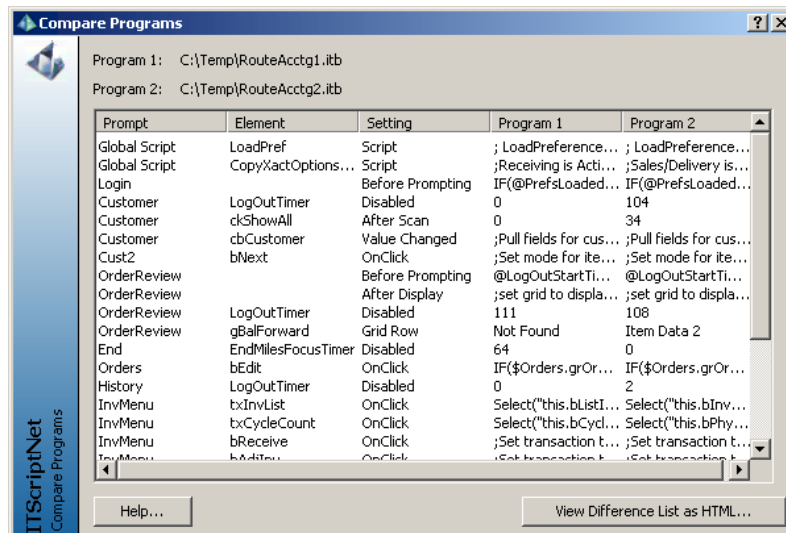 Compare Programs
Program 1: C:\Temp\RouteAcctg1.itb
Program 2: C:\Temp\RouteAcctg2.itb
Prompt Element Setting Program 1 Program 2
Global Script LoadPref Script ; LoadPreference... ; LoadPreference...
Global Script CopyXactOptions... Script ;Receiving is Acti... ;Sales/Delivery is...
Login Before Prompting IF(@PrefsLoaded... IF(@PrefsLoaded...
Customer LogOutTimer Disabled 0 104
Customer ckShowAll After Scan 0 34
Customer cbCustomer Value Changed ;Pull fields for cus... ;Pull fields for cus...
Cust2 bNext OnClick ;Set mode for ite... ;Set mode for ite...
OrderReview Before Prompting @LogOutStartTi... @LogOutStartTi...
OrderReview After Display ;set grid to displa... ;set grid to displa...
OrderReview LogOutTimer Disabled 111 108
OrderReview gBalForward Grid Row Not Found Item Data 2
End EndMilesFocusTimer Disabled 64 0
Orders bEdit OnClick IF($Orders.grOr... IF($Orders.grOr...
History LogOutTimer Disabled 0 2
InvMenu txInvList OnClick Select("this.bListI... Select("this.bInv...
InvMenu txCycleCount OnClick Select("this.bCycl... Select("this.bPhy...
InvMenu bReceive OnClick ;Set transaction t... ;Set transaction t...
InvMenu bAdjInv OnClick ;Set transaction t... ;Set transaction t...
ITScriptNet
Compare Programs
Help... View Difference List as HTML...